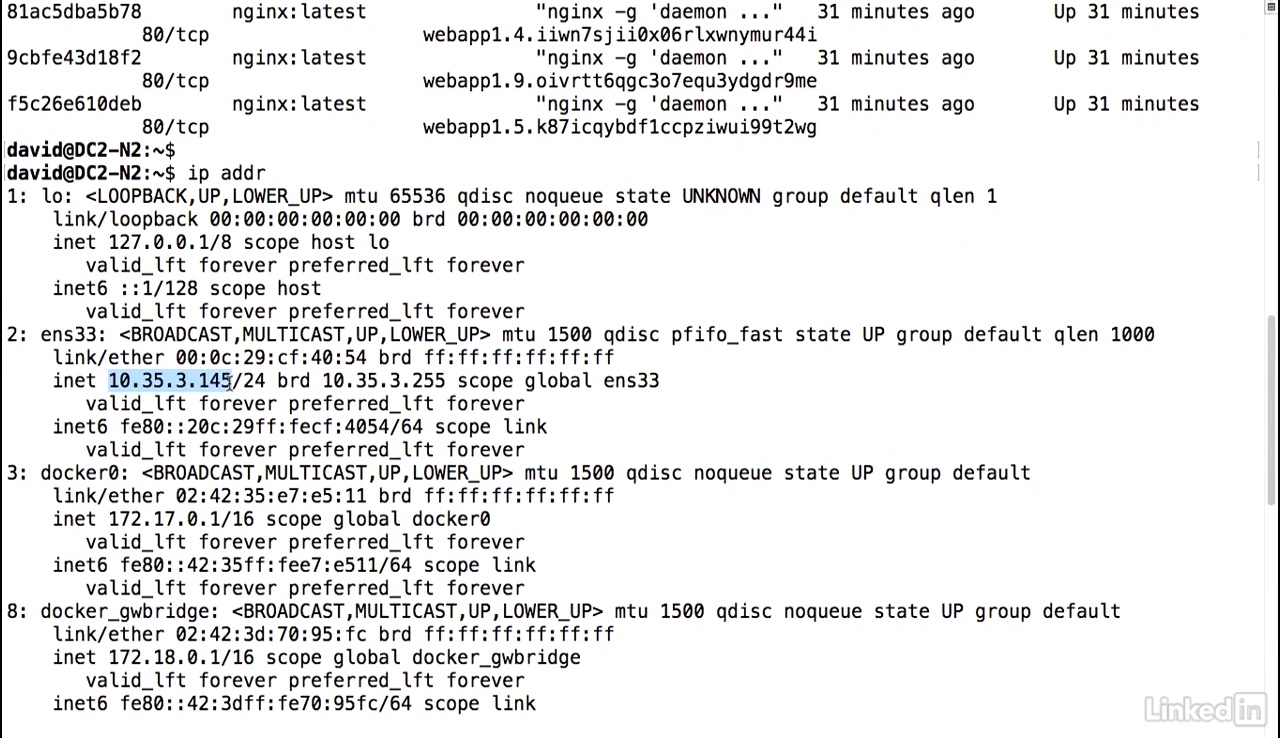 81ac5dba5b78 nginx:latest "nginx -g 'daemon ..." 31 minutes ago Up 31 minutes
80/tcp webapp1.4.iiwn7sjii0x06rlxwnymur44i
9cbfe43d18f2 nginx:latest "nginx -g 'daemon ..." 31 minutes ago Up 31 minutes
80/tcp webapp1.9.oivrtt6qgc3o7equ3ydgdr9me
f5c26e610deb nginx:latest "nginx -g 'daemon ..." 31 minutes ago Up 31 minutes
80/tcp webapp1.5.k87icqybdf1ccpziwui99t2wg
david@DC2-N2:~$
david@DC2-N2:~$ ip addr
1: lo: <LOOPBACK,UP,LOWER_UP> mtu 65536 qdisc noqueue state UNKNOWN group default qlen 1
link/loopback 00:00:00:00:00:00 brd 00:00:00:00:00:00
inet 127.0.0.1/8 scope host lo
valid_lft forever preferred_lft forever
inet6 ::1/128 scope host
valid_lft forever preferred_lft forever
2: ens33: <BROADCAST,MULTICAST,UP,LOWER_UP> mtu 1500 qdisc pfifo_fast state UP group default qlen 1000
link/ether 00:0c:29:cf:40:54 brd ff:ff:ff:ff:ff:ff
inet 10.35.3.145/24 brd 10.35.3.255 scope global ens33
valid_lft forever preferred_lft forever
inet6 fe80::20c:29ff:fecf:4054/64 scope link
valid_lft forever preferred_lft forever
3: docker0: <BROADCAST,MULTICAST,UP,LOWER_UP> mtu 1500 qdisc noqueue state UP group default
link/ether 02:42:35:e7:e5:11 brd ff:ff:ff:ff:ff:ff
inet 172.17.0.1/16 scope global docker0
valid_lft forever preferred_lft forever
inet6 fe80::42:35ff:fee7:e511/64 scope link
valid_lft forever preferred_lft forever
8: docker_gwbridge: <BROADCAST,MULTICAST,UP,LOWER_UP> mtu 1500 qdisc noqueue state UP group default
link/ether 02:42:3d:70:95:fc brd ff:ff:ff:ff:ff:ff
inet 172.18.0.1/16 scope global docker_gwbridge
valid_lft forever preferred_lft forever
inet6 fe80::42:3dff:fe70:95fc/64 scope link
Linked in